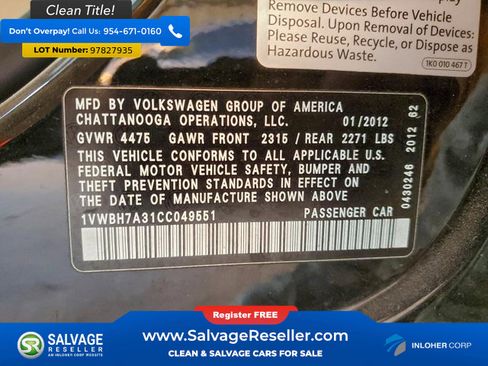 Clean Title!
Don't Overpay! Call Us: 954-671-0160
Lot Number: 97827935
Remove Devices Before Vehicle
Disposal. Upon Removal of Devices:
Please Reuse, Recycle, or Dispose as
Hazardous Waste.
1K0 010 467 T
MFD BY VOLKSWAGEN GROUP OF AMERICA
CHATTANOOGA OPERATIONS, LLC. 01/2012
GVWR 4475 GAWR FRONT 2315 / REAR 2271 LBS
THIS VEHICLE CONFORMS TO ALL APPLICABLE U.S.
FEDERAL MOTOR VEHICLE SAFETY, BUMPER AND
THEFT PREVENTION STANDARDS IN EFFECT ON
THE DATE OF MANUFACTURE SHOWN ABOVE
1VWBH7A31CC049551 PASSENGER CAR
0430246 2012 62
Register FREE
SALVAGE
RESELLER
AN INLOHER CORP WEBSITE
www.SalvageReseller.com
CLEAN & SALVAGE CARS FOR SALE
INLOHER CORP.